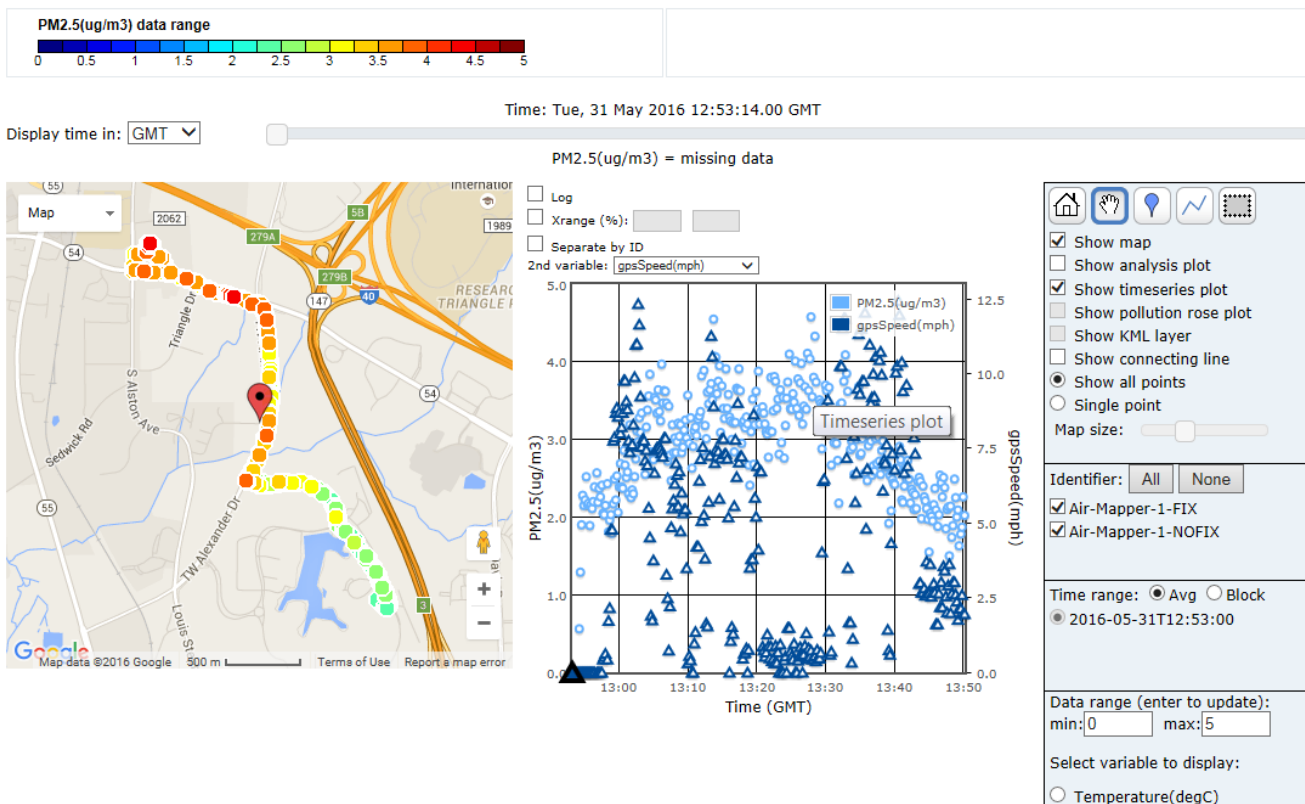 PM2.5(ug/m3) data range
0 0.5 1 1.5 2 2.5 3 3.5 4 4.5 5
Time: Tue, 31 May 2016 12:53:14.00 GMT
Display time in: GMT
PM2.5(ug/m3) = missing data
Map
55
2062
54
279A
5B
279B
147
40
1989
54
55
3
Internation
RESEARC
TRIANGLE P
Triangle Dr
S Alston Ave
Sedwick Rd
TW Alexander Dr
Louis Ste
Google
Map data ©2016 Google 500 m Terms of Use Report a map error
Log
Xrange (%):
Separate by ID
2nd variable: gpsSpeed(mph)
PM2.5(ug/m3)
gpsSpeed(mph)
Timeseries plot
5.0
4.0
3.0
2.0
1.0
0.0
PM2.5(ug/m3)
12.5
10.0
7.5
5.0
2.5
0.0
gpsSpeed(mph)
13:00 13:10 13:20 13:30 13:40 13:50
Time (GMT)
Show map
Show analysis plot
Show timeseries plot
Show pollution rose plot
Show KML layer
Show connecting line
Show all points
Single point
Map size:
Identifier: All None
Air-Mapper-1-FIX
Air-Mapper-1-NOFIX
Time range: Avg Block
2016-05-31T12:53:00
Data range (enter to update):
min: 0 max: 5
Select variable to display:
Temperature(degC)